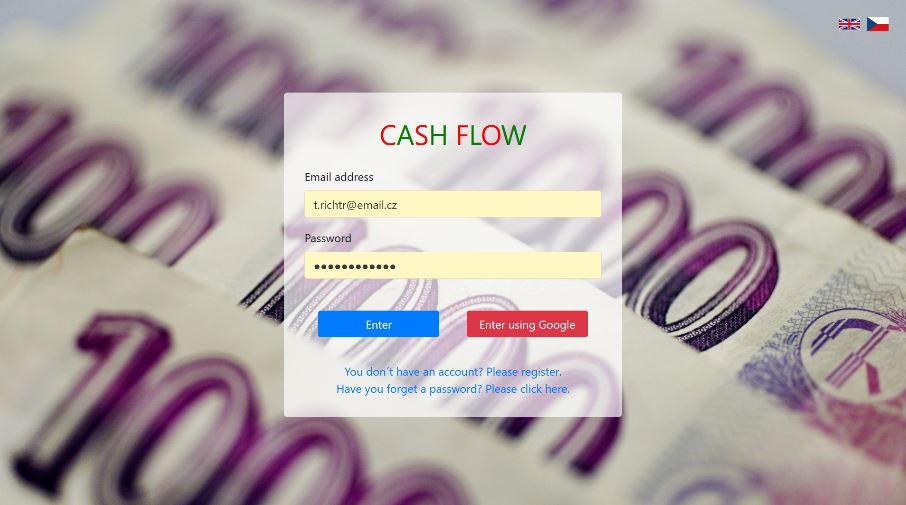 CASH FLOW
Email address
t.richtr@email.cz
Password
••••••••••••
Enter
Enter using Google
You don´t have an account? Please register.
Have you forget a password? Please click here.
1000